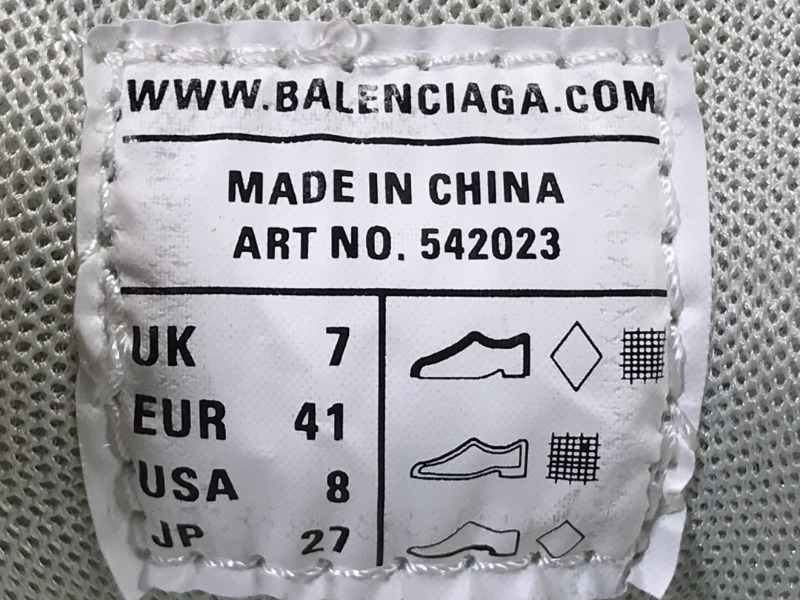 WWW.BALENCIAGA.COM
MADE IN CHINA
ART NO. 542023
UK 7
EUR 41
USA 8
JP 27